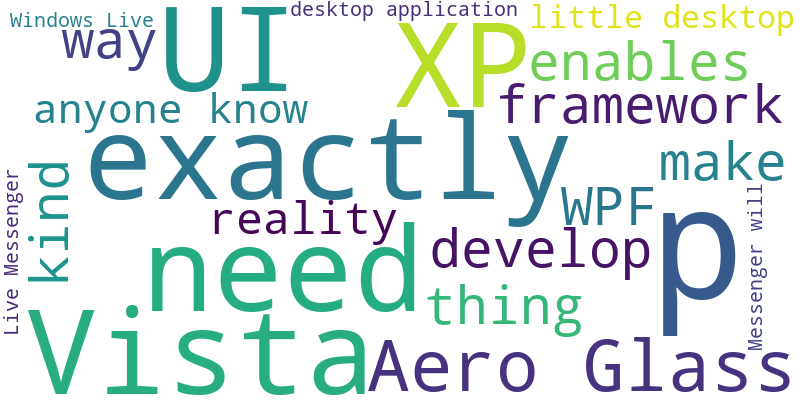 Windows Live
way
UI
desktop application
XP
little desktop
enables
anyone know
framework
exactly
make
kind
reality
WPF
Live Messenger
need
develop
p
Messenger will
thing
Vista
Aero Glass